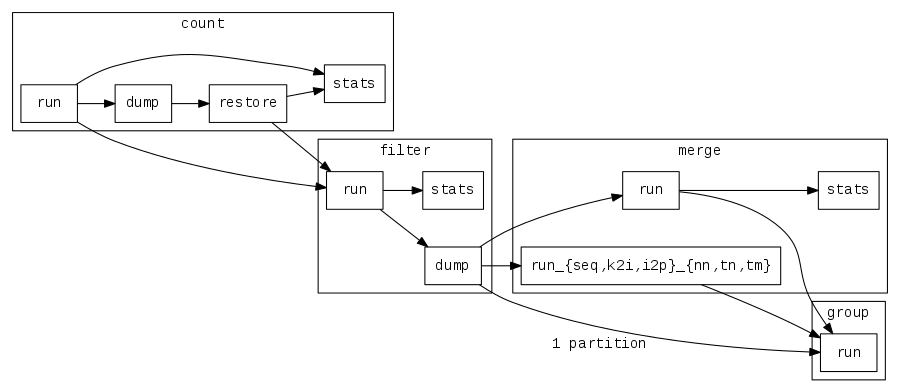 count
run
dump
restore
stats
filter
run
stats
dump
merge
run
stats
run_{seq,k2i,i2p}_{nn,tn,tm}
group
run
1 partition